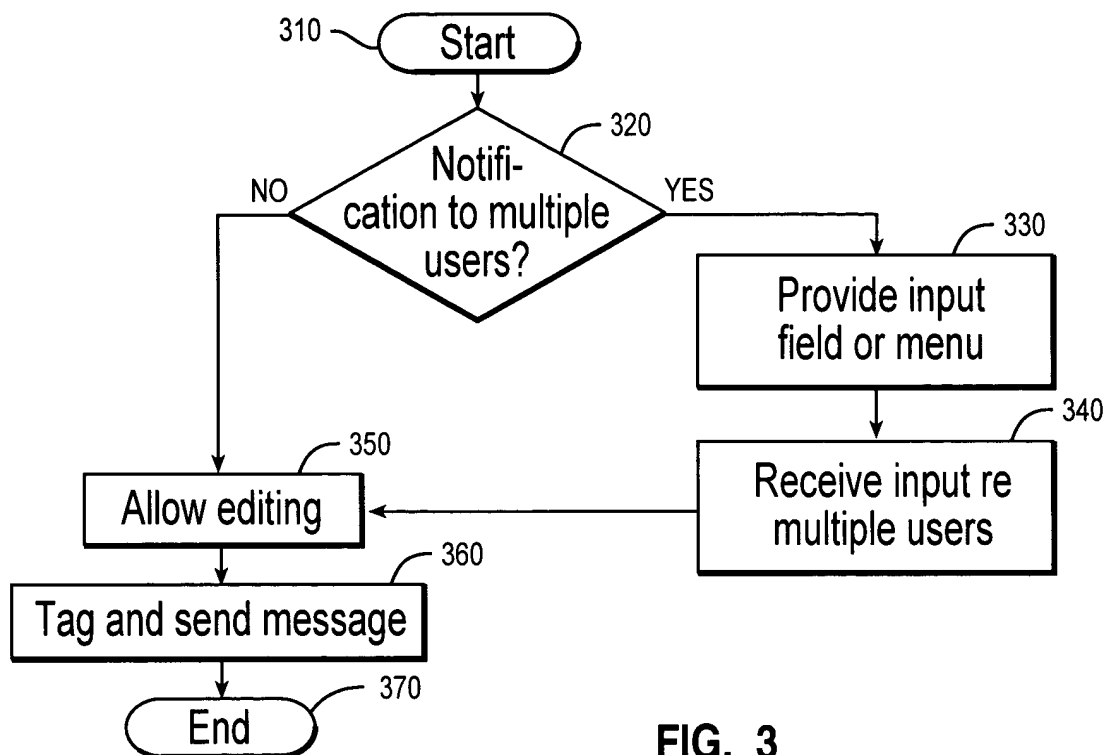 310
Start
320
Notifi-
cation to multiple
users?
NO
YES
330
Provide input
field or menu
340
Receive input re
multiple users
350
Allow editing
360
Tag and send message
370
End
FIG. 3